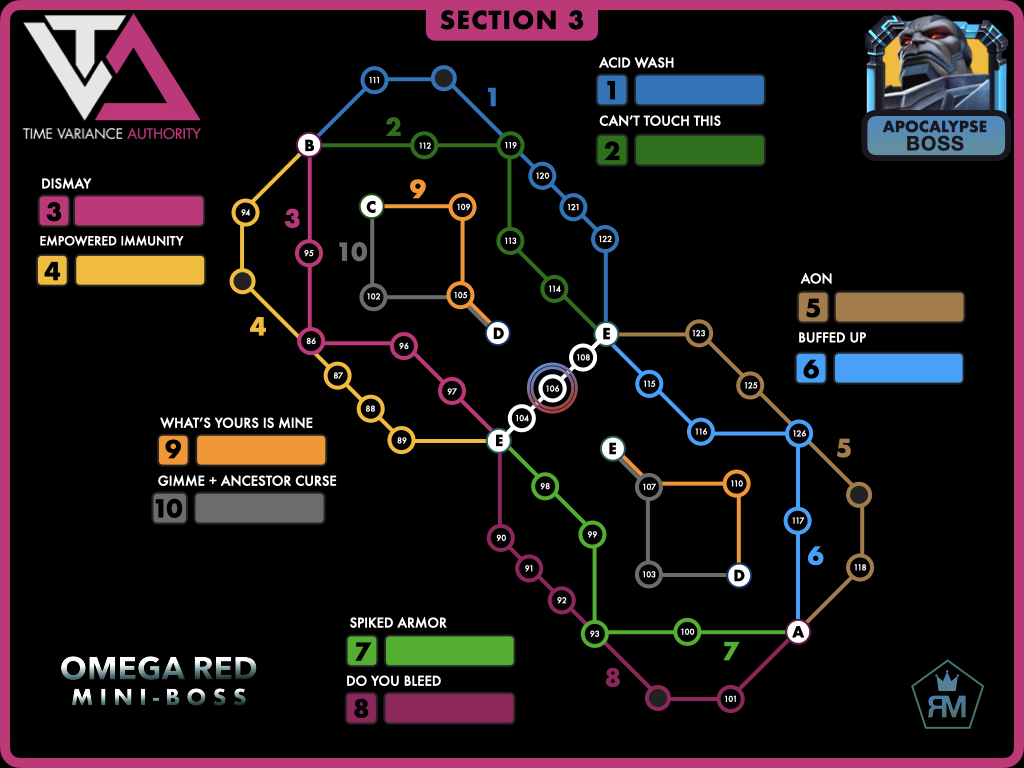 SECTION 3
TVA
TIME VARIANCE AUTHORITY
APOCALYPSE
BOSS
ACID WASH
1
CAN'T TOUCH THIS
2
DISMAY
3
EMPOWERED IMMUNITY
4
AON
5
BUFFED UP
6
WHAT'S YOURS IS MINE
9
GIMME + ANCESTOR CURSE
10
SPIKED ARMOR
7
DO YOU BLEED
8
OMEGA RED
MINI-BOSS
111
1
2
B
112
119
120
94
3
95
C
9
109
121
10
113
122
102
105
114
4
D
E
123
86
96
108
87
97
106
115
125
88
104
89
E
116
126
5
E
98
107
110
90
99
117
6
91
103
D
118
92
93
100
7
A
8
101
RM